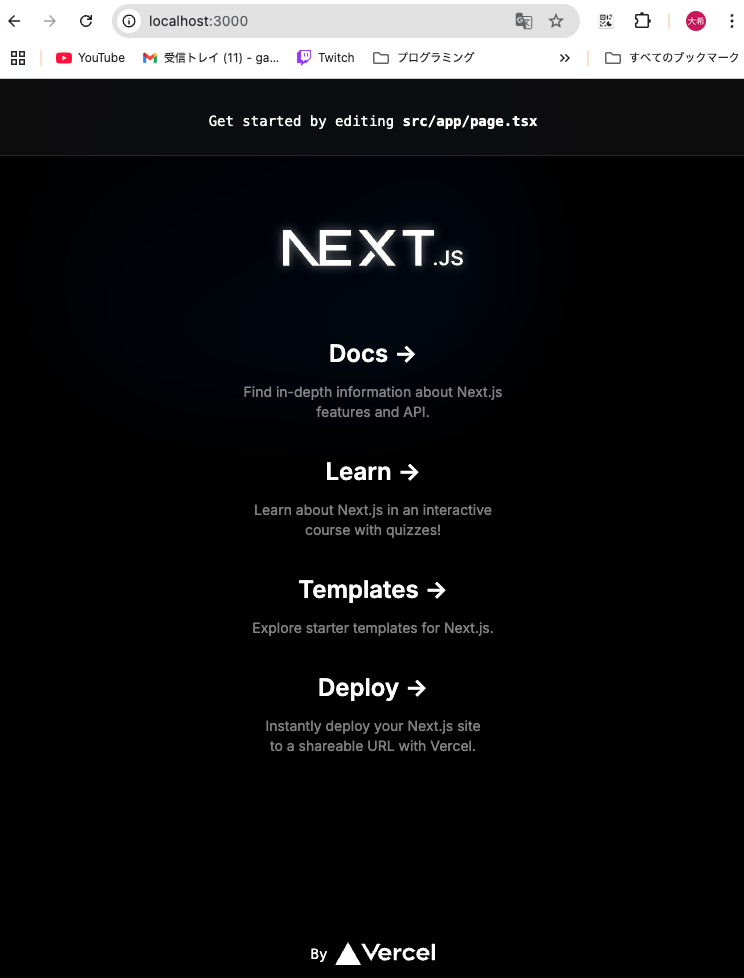 localhost:3000
大希
YouTube
受信トレイ (11) - ga...
Twitch
プログラミング
»
すべてのブックマーク
Get started by editing src/app/page.tsx
NEXT.JS
Docs →
Find in-depth information about Next.js
features and API.
Learn →
Learn about Next.js in an interactive
course with quizzes!
Templates →
Explore starter templates for Next.js.
Deploy →
Instantly deploy your Next.js site
to a shareable URL with Vercel.
By Vercel